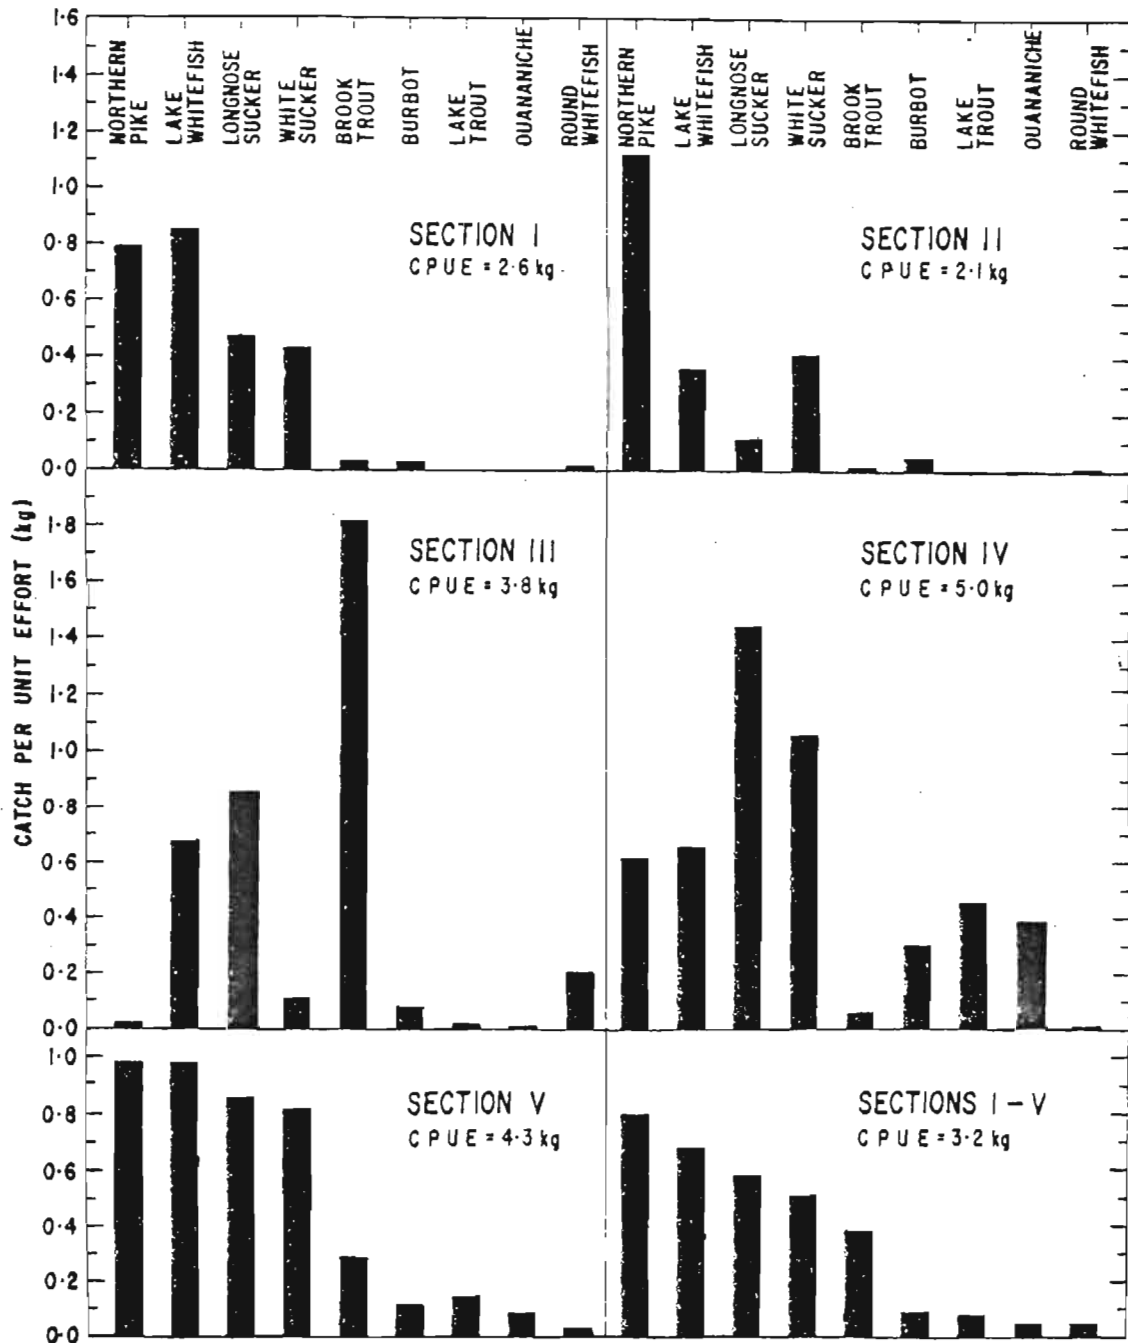 1·6
1·4
1·2
1·0
0·8
0·6
0·4
0·2
0·0
NORTHERN PIKE
LAKE WHITEFISH
LONGNOSE SUCKER
WHITE SUCKER
BROOK TROUT
BURBOT
LAKE TROUT
OUANANICHE
ROUND WHITEFISH
NORTHERN PIKE
LAKE WHITEFISH
LONGNOSE SUCKER
WHITE SUCKER
BROOK TROUT
BURBOT
LAKE TROUT
OUANANICHE
ROUND WHITEFISH
SECTION I
CPUE = 2·6 kg
SECTION II
CPUE = 2·1 kg
CATCH PER UNIT EFFORT (kg)
1·8
1·6
1·4
1·2
1·0
0·8
0·6
0·4
0·2
0·0
SECTION III
CPUE = 3·8 kg
SECTION IV
CPUE = 5·0 kg
1·0
0·8
0·6
0·4
0·2
0·0
SECTION V
CPUE = 4·3 kg
SECTIONS I - V
CPUE = 3·2 kg